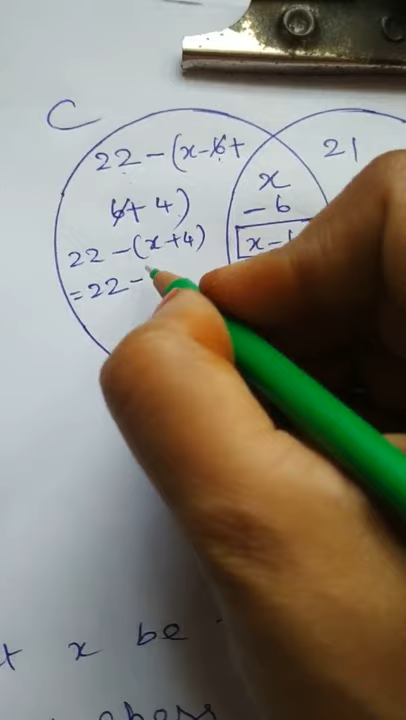 C
22 - (x - 6 +
6 + 4)
22 - (x + 4)
= 22 -
21
x
- 6
x -
x be